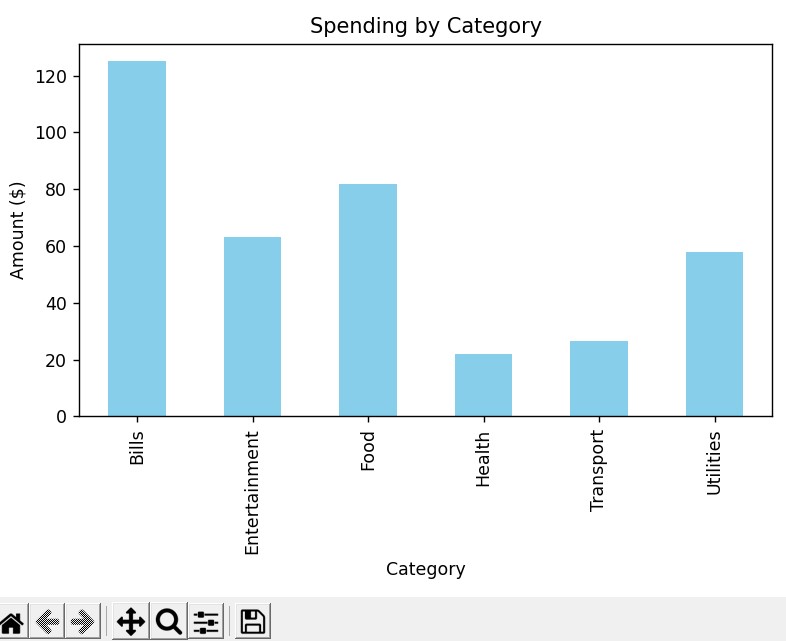 Spending by Category
Amount ($)
120
100
80
60
40
20
0
Bills
Entertainment
Food
Health
Transport
Utilities
Category